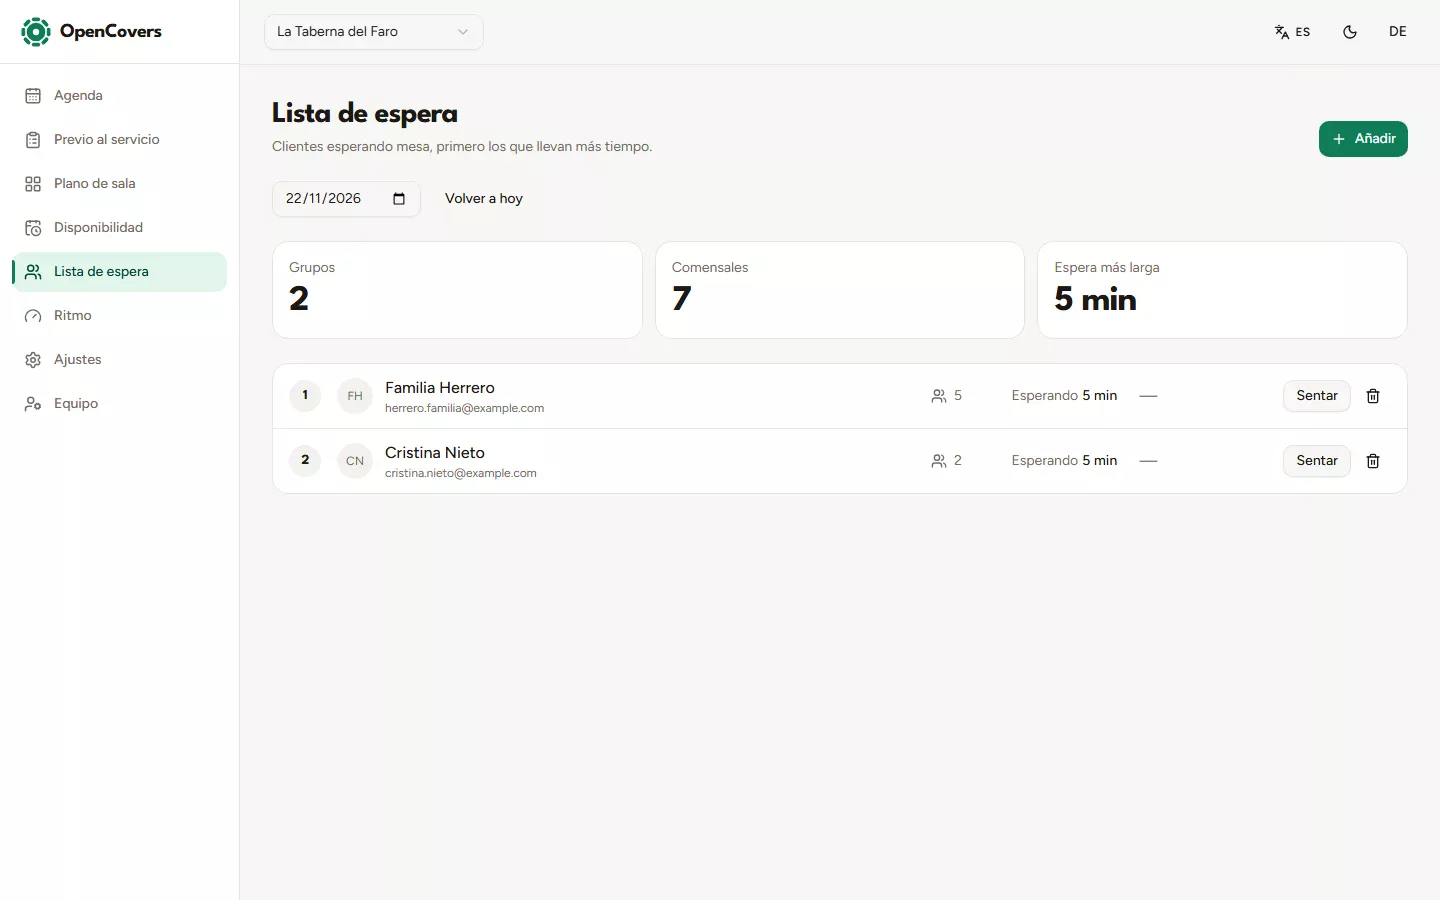 OpenCovers
La Taberna del Faro
ES
DE
Agenda
Previo al servicio
Plano de sala
Disponibilidad
Lista de espera
Ritmo
Ajustes
Equipo
Lista de espera
Clientes esperando mesa, primero los que llevan más tiempo.
+ Añadir
22/11/2026
Volver a hoy
Grupos
2
Comensales
7
Espera más larga
5 min
1 FH Familia Herrero 5 Esperando 5 min — Sentar
herrero.familia@example.com
2 CN Cristina Nieto 2 Esperando 5 min — Sentar
cristina.nieto@example.com